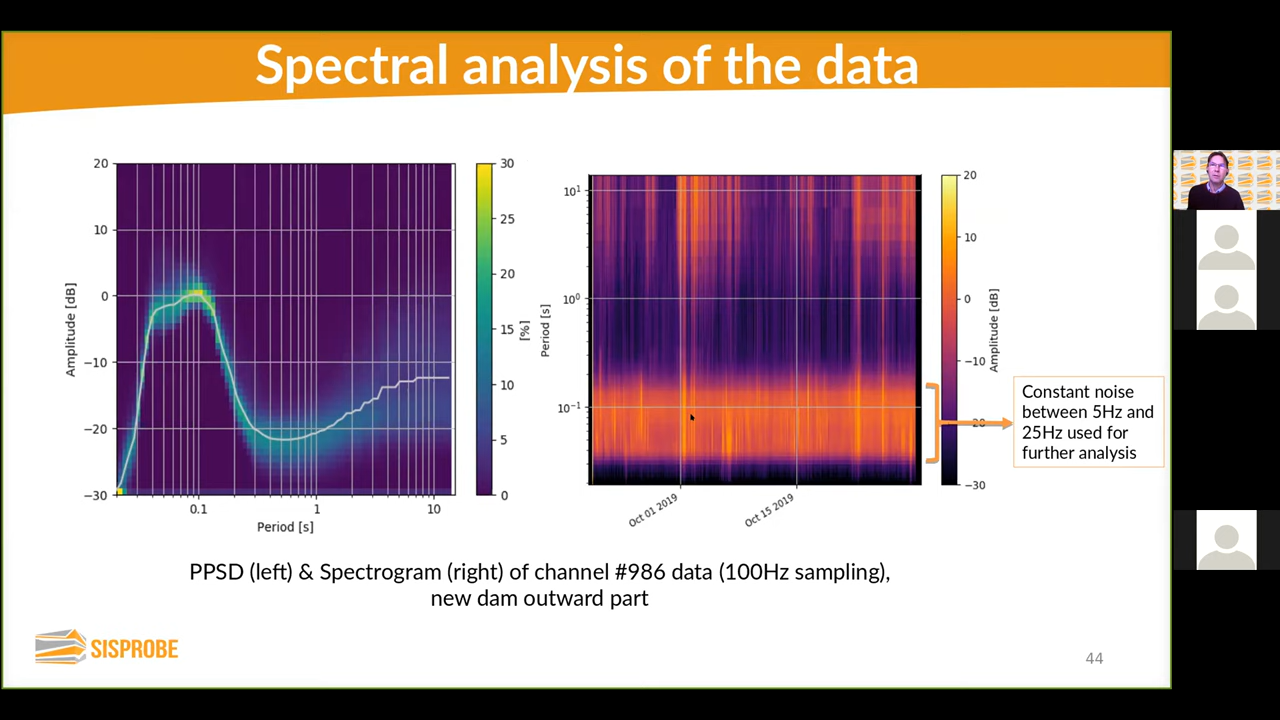 Spectral analysis of the data
20
10
0
−10
−20
−30
Amplitude [dB]
0.1
1
10
Period [s]
30
25
20
15
10
5
0
[%]
10¹
10⁰
10⁻¹
Period [s]
Oct 01 2019
Oct 15 2019
20
10
0
−10
−20
−30
Amplitude [dB]
Constant noise
between 5Hz and
25Hz used for
further analysis
PPSD (left) & Spectrogram (right) of channel #986 data (100Hz sampling),
new dam outward part
SISPROBE
44